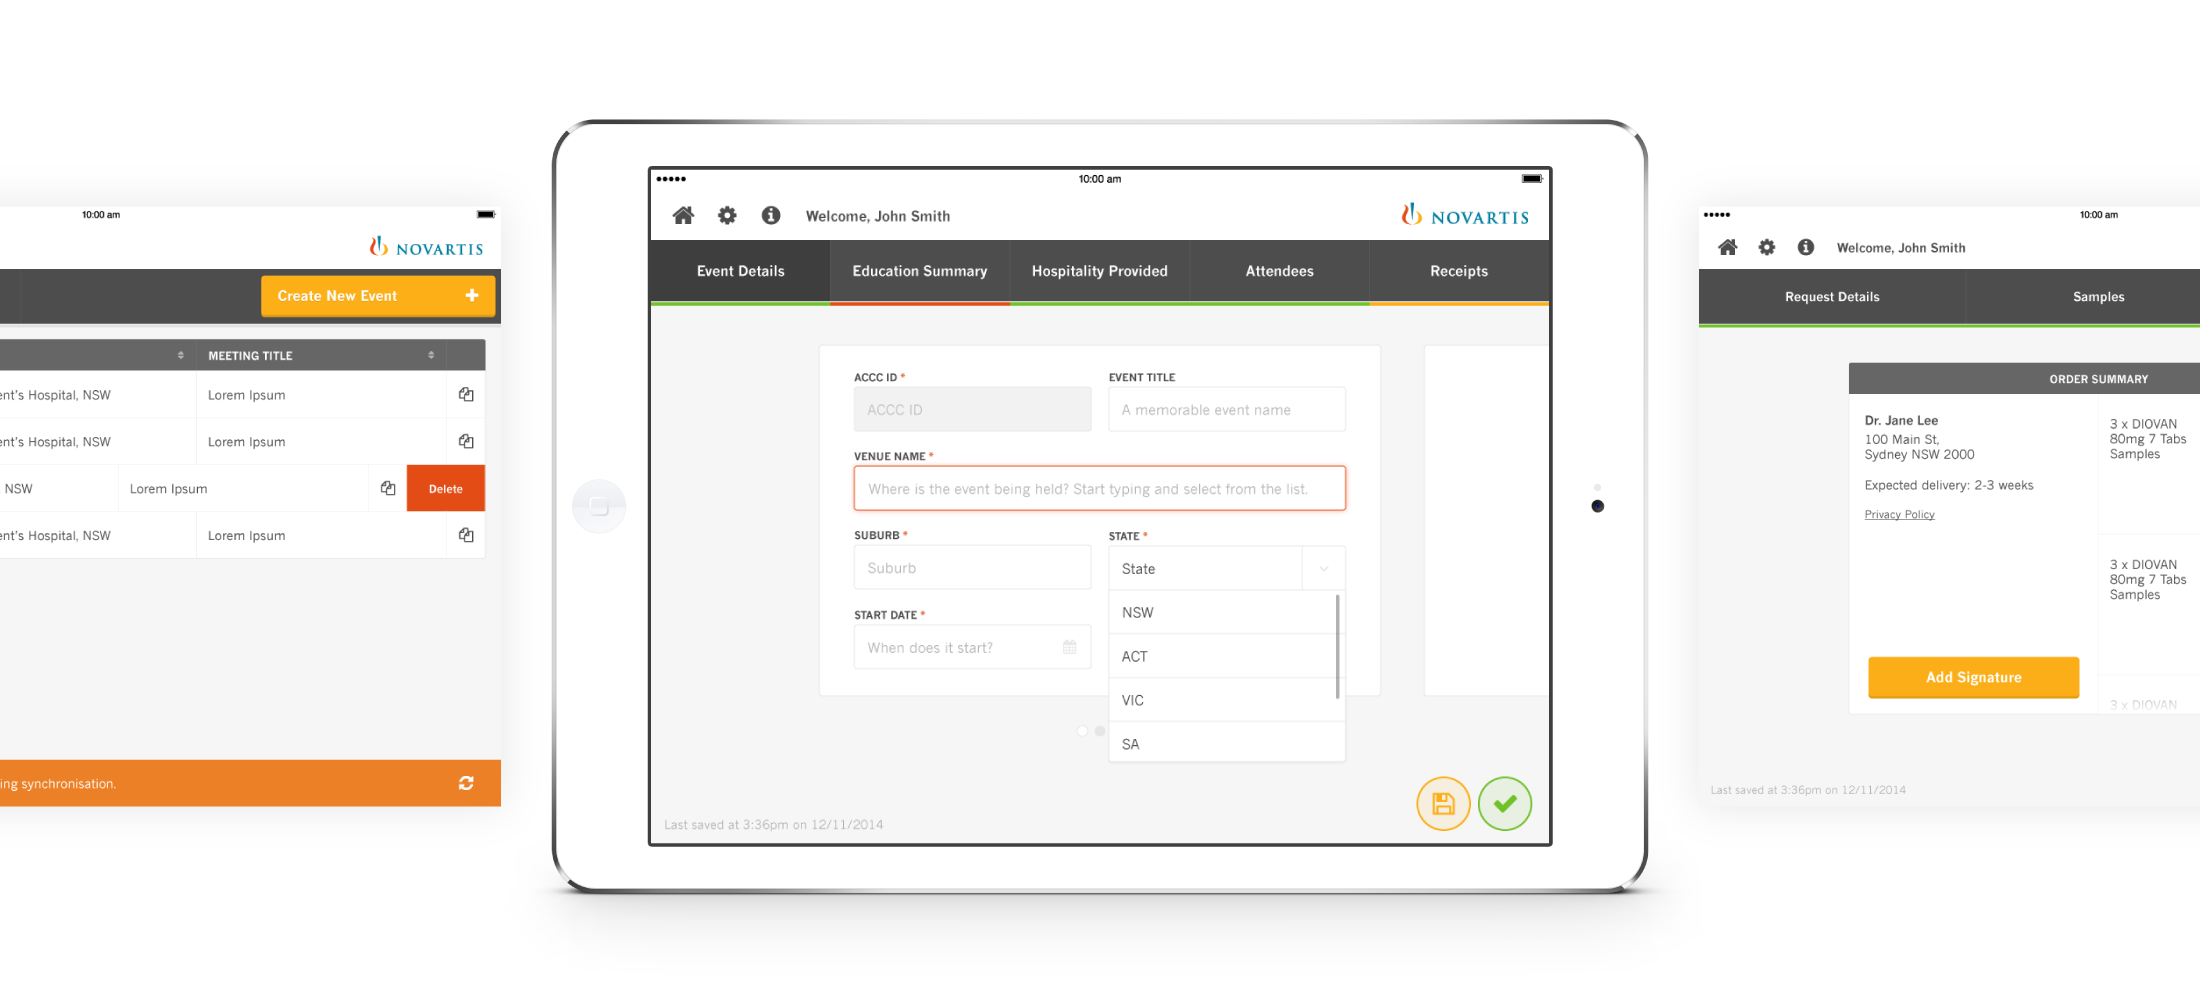 10:00 am
NOVARTIS
Create New Event
MEETING TITLE
ent's Hospital, NSW
Lorem Ipsum
ent's Hospital, NSW
Lorem Ipsum
NSW
Lorem Ipsum
Delete
ent's Hospital, NSW
Lorem Ipsum
ing synchronisation.
10:00 am
Welcome, John Smith
NOVARTIS
Event Details
Education Summary
Hospitality Provided
Attendees
Receipts
ACCC ID *
EVENT TITLE
ACCC ID
A memorable event name
VENUE NAME *
Where is the event being held? Start typing and select from the list.
SUBURB *
STATE *
Suburb
State
NSW
START DATE *
When does it start?
ACT
VIC
SA
Last saved at 3:36pm on 12/11/2014
10:00 am
Welcome, John Smith
Request Details
Samples
ORDER SUMMARY
Dr. Jane Lee
100 Main St,
Sydney NSW 2000
Expected delivery: 2-3 weeks
Privacy Policy
Add Signature
3 x DIOVAN
80mg 7 Tabs
Samples
3 x DIOVAN
80mg 7 Tabs
Samples
3 x DIOVAN
Last saved at 3:36pm on 12/11/2014